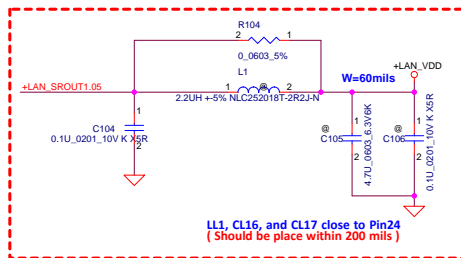 R104
2 1
0_0603_5%
+LAN_VDD
L1
@
W=60mils
+LAN_SROUT1.05
1 2
2.2UH +-5% NLC252018T-2R2J-N
1
C104
2
0.1U_0201_10V K X5R
@
1
C105
2
4.7U_0603_6.3V6K
@
1
C106
2
0.1U_0201_10V K X5R
LL1, CL16, and CL17 close to Pin24
( Should be place within 200 mils )